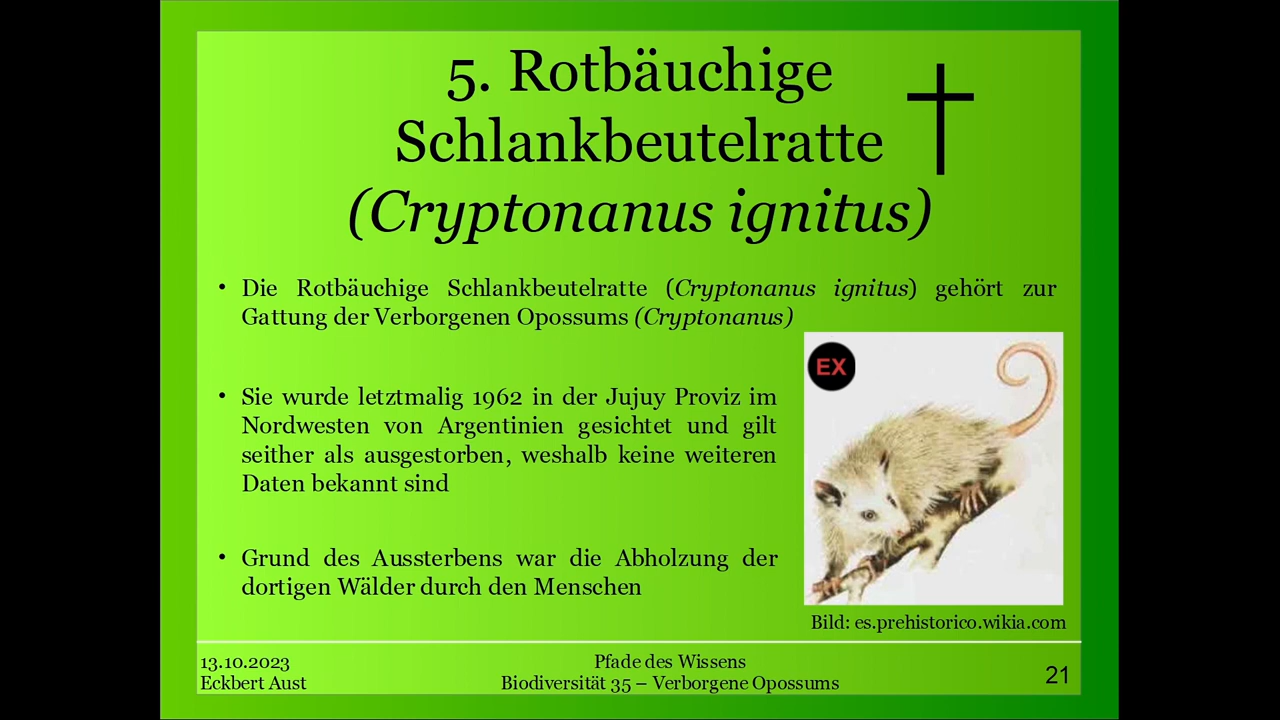 5. Rotbäuchige
Schlankbeutelratte
(Cryptonanus ignitus)
• Die Rotbäuchige Schlankbeutelratte (Cryptonanus ignitus) gehört zur
Gattung der Verborgenen Opossums (Cryptonanus)
EX
• Sie wurde letztmalig 1962 in der Jujuy Proviz im
Nordwesten von Argentinien gesichtet und gilt
seither als ausgestorben, weshalb keine weiteren
Daten bekannt sind
• Grund des Aussterbens war die Abholzung der
dortigen Wälder durch den Menschen
Bild: es.prehistorico.wikia.com
13.10.2023
Eckbert Aust
Pfade des Wissens
Biodiversität 35 – Verborgene Opossums
21